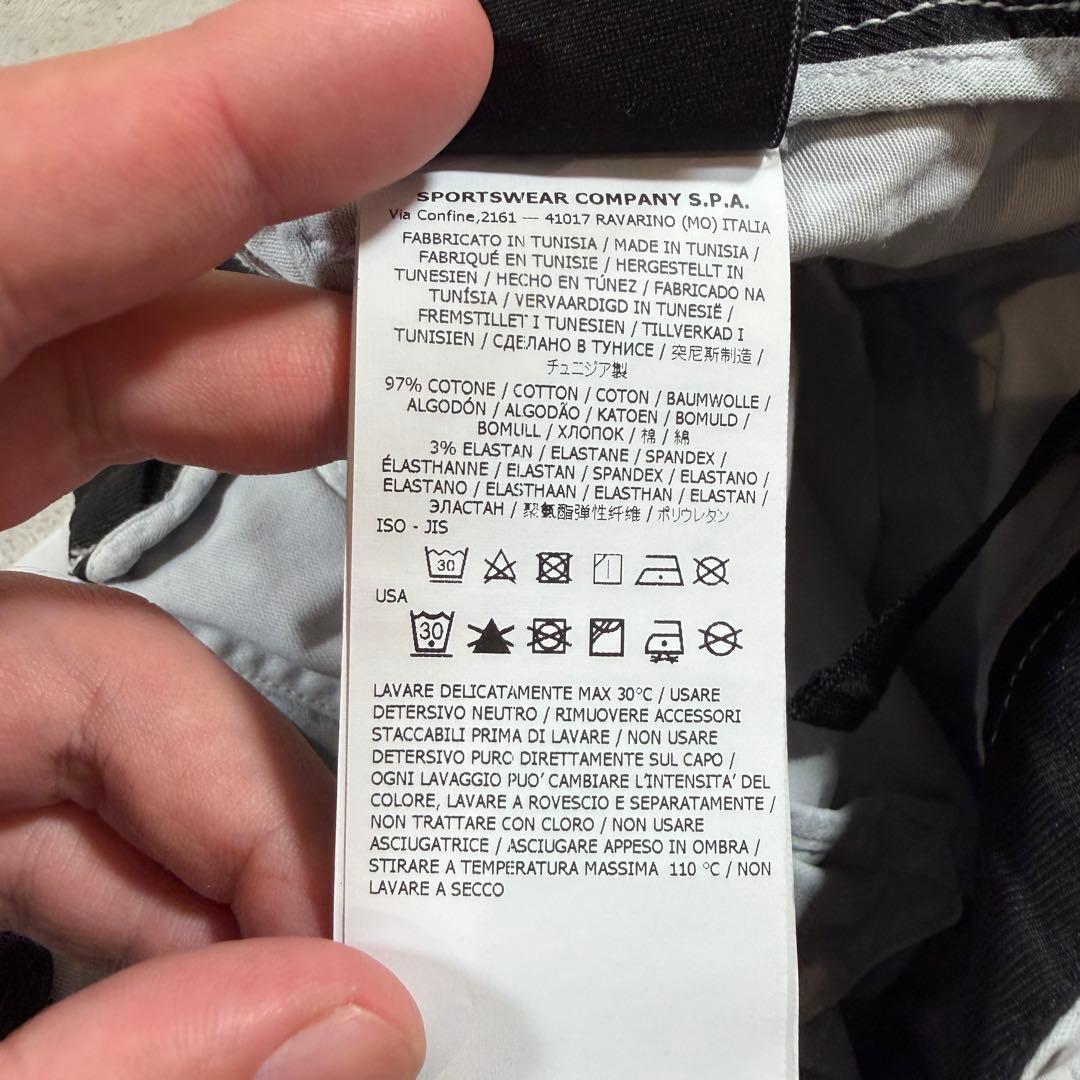 SPORTSWEAR COMPANY S.P.A.
Via Confine,2161 — 41017 RAVARINO (MO) ITALIA
FABBRICATO IN TUNISIA / MADE IN TUNISIA /
FABRIQUÉ EN TUNISIE / HERGESTELLT IN
TUNESIEN / HECHO EN TÚNEZ / FABRICADO NA
TUNÍSIA / VERVAARDIGD IN TUNESIË /
FREMSTILLET I TUNESIEN / TILLVERKAD I
TUNISIEN / СДЕЛАНО В ТУНИСЕ / 突尼斯制造 /
チュニジア製
97% COTONE / COTTON / COTON / BAUMWOLLE /
ALGODÓN / ALGODÃO / KATOEN / BOMULD /
BOMULL / ХЛОПОК / 棉 / 綿
3% ELASTAN / ELASTANE / SPANDEX /
ÉLASTHANNE / ELASTAN / SPANDEX / ELASTANO /
ELASTANO / ELASTHAAN / ELASTHAN / ELASTAN /
ЭЛАСТАН / 聚氨酯弹性纤维 / ポリウレタン
ISO - JIS
30
USA
30
LAVARE DELICATAMENTE MAX 30°C / USARE
DETERSIVO NEUTRO / RIMUOVERE ACCESSORI
STACCABILI PRIMA DI LAVARE / NON USARE
DETERSIVO PURO DIRETTAMENTE SUL CAPO /
OGNI LAVAGGIO PUO' CAMBIARE L'INTENSITA' DEL
COLORE, LAVARE A ROVESCIO E SEPARATAMENTE /
NON TRATTARE CON CLORO / NON USARE
ASCIUGATRICE / ASCIUGARE APPESO IN OMBRA /
STIRARE A TEMPERATURA MASSIMA 110 °C / NON
LAVARE A SECCO